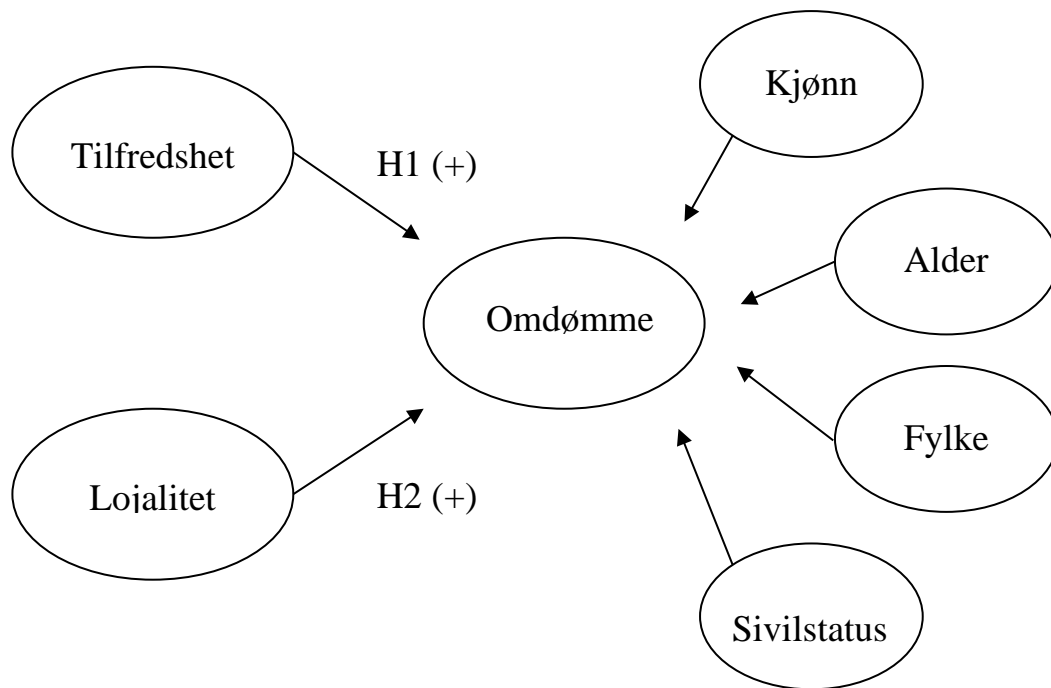 Kjønn
Tilfredshet
H1 (+)
Alder
Omdømme
Fylke
Lojalitet
H2 (+)
Sivilstatus